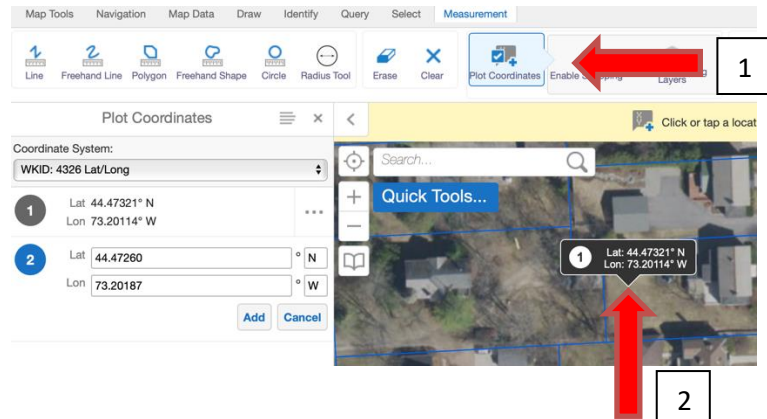 Map Tools Navigation Map Data Draw Identify Query Select Measurement
Line Freehand Line Polygon Freehand Shape Circle Radius Tool Erase Clear Plot Coordinates Enable Layers
1
Plot Coordinates
Click or tap a locat
Coordinate System:
WKID: 4326 Lat/Long
Search...
Quick Tools...
1 Lat 44.47321° N
Lon 73.20114° W
2 Lat 44.47260 ° N
Lon 73.20187 ° W
Add Cancel
1 Lat: 44.47321° N
Lon: 73.20114° W
2